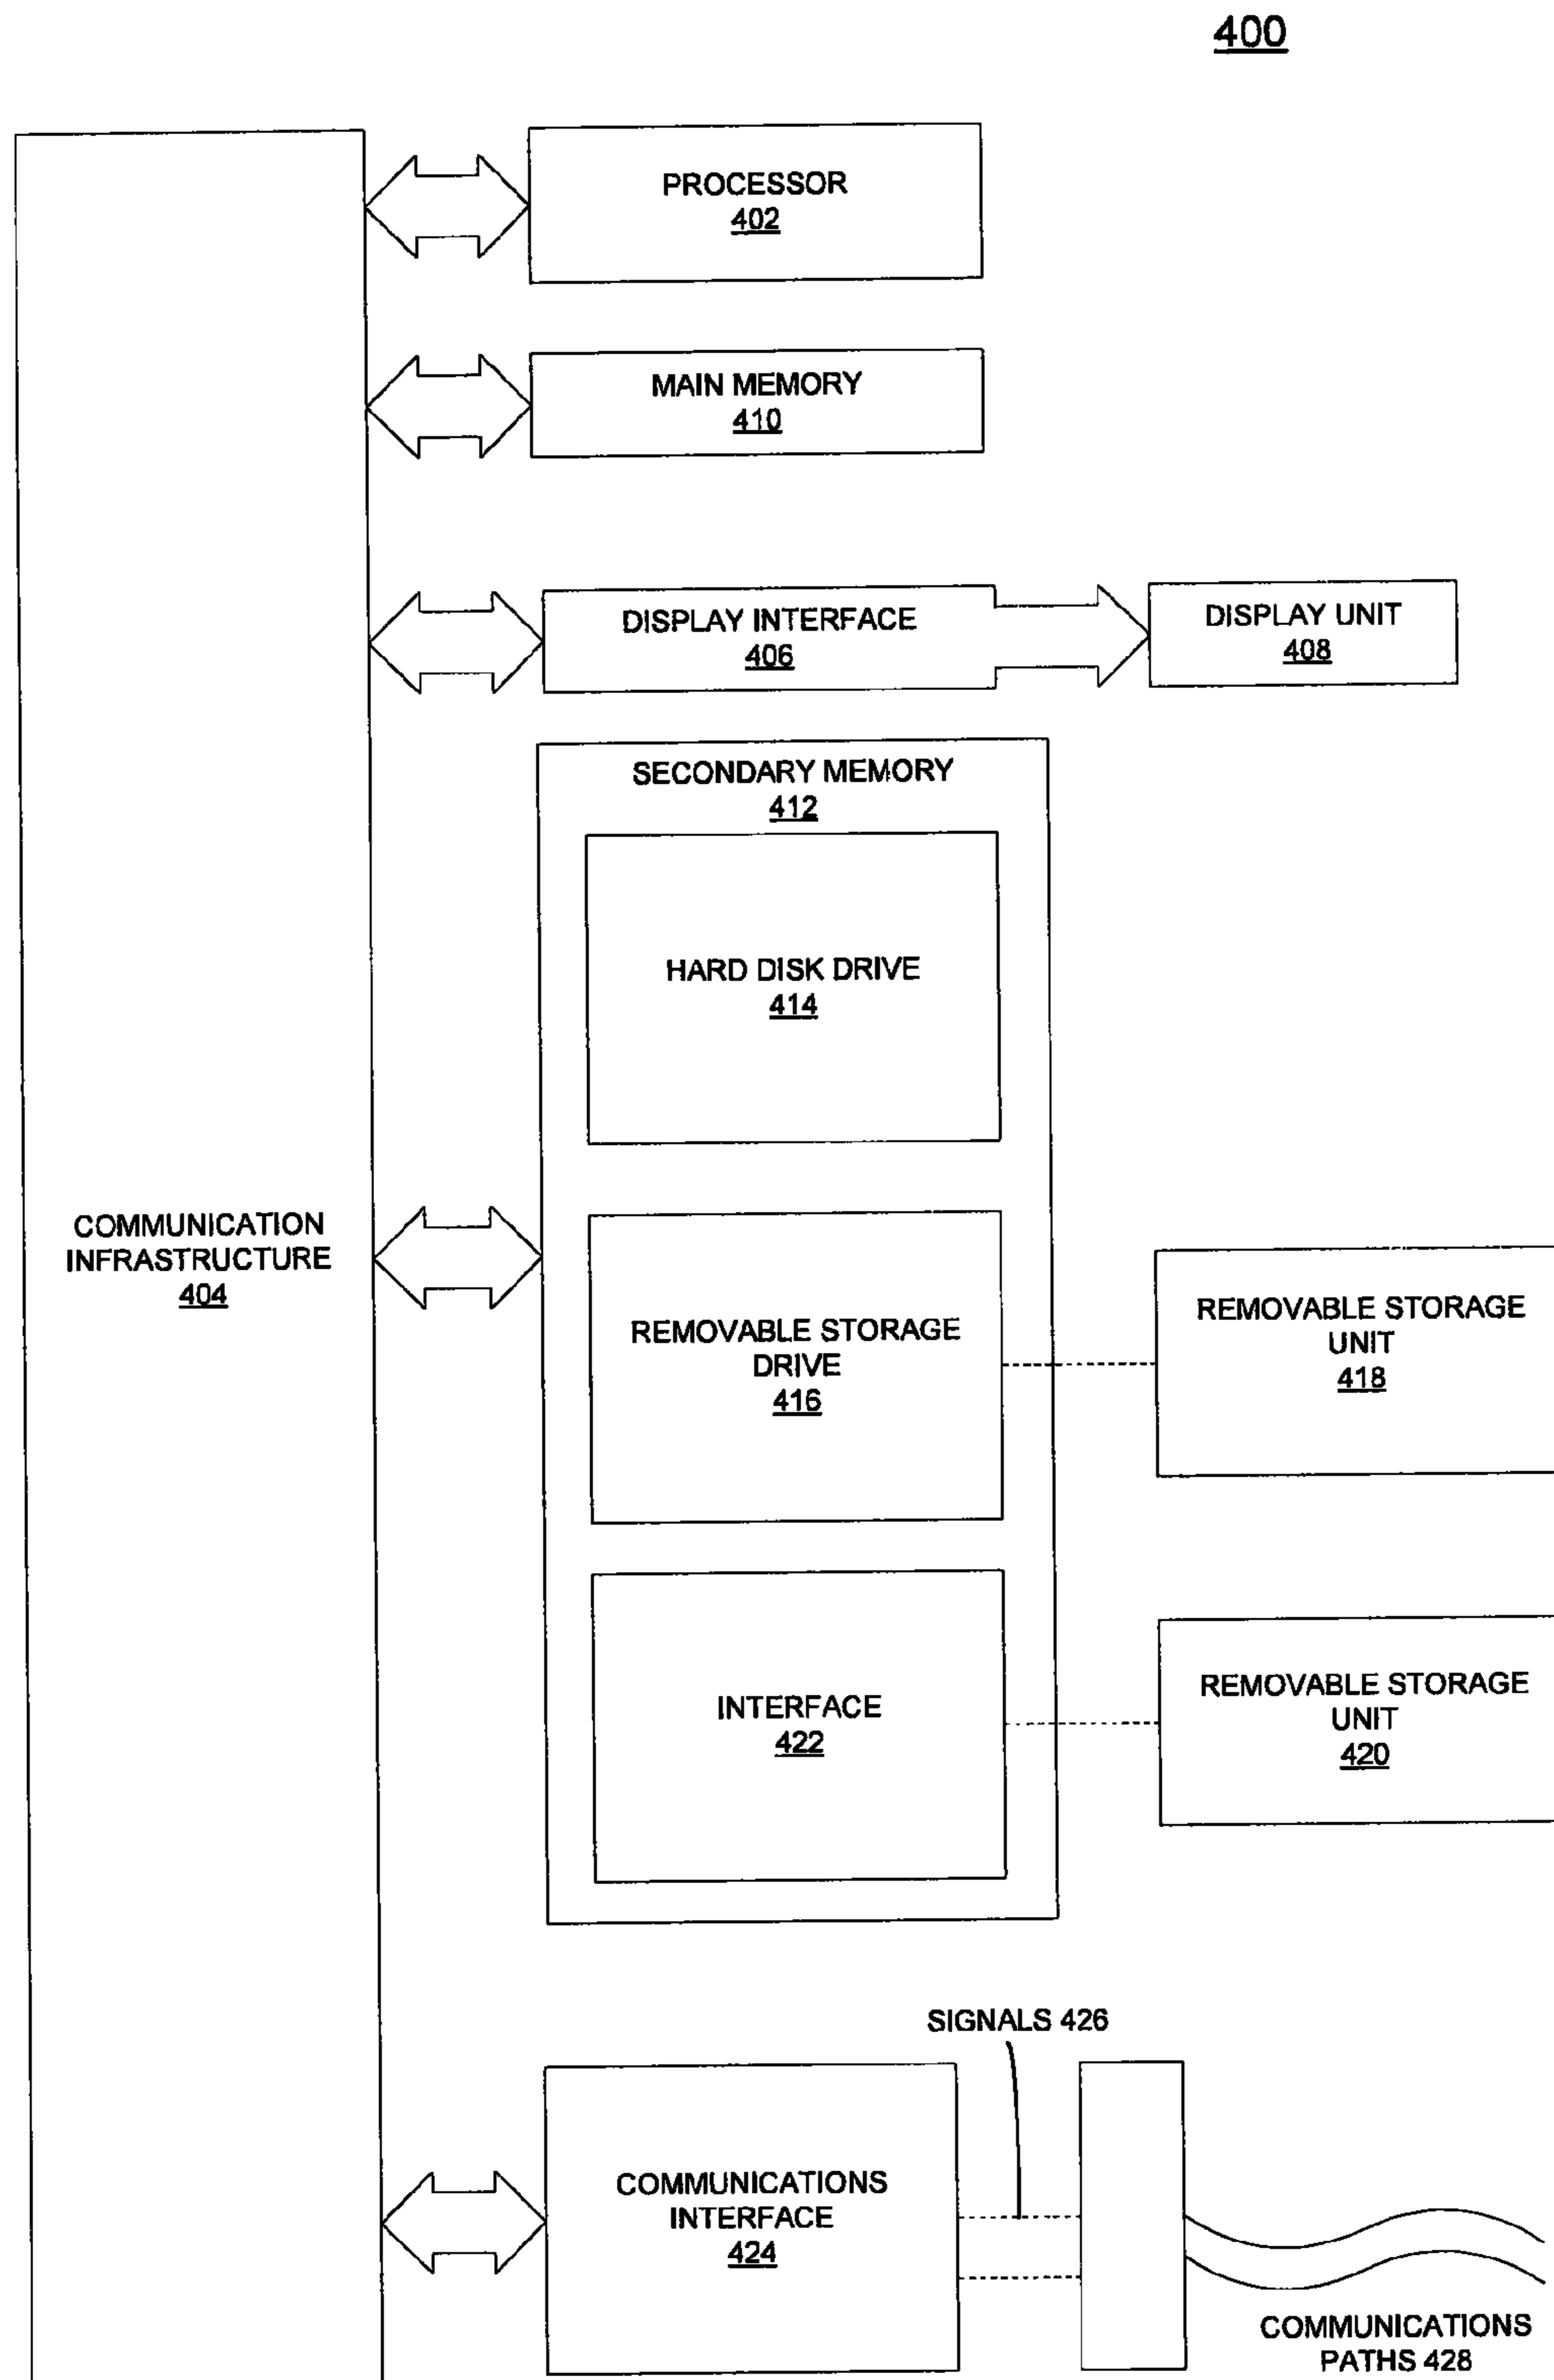 400
PROCESSOR
402
MAIN MEMORY
410
DISPLAY INTERFACE
406
DISPLAY UNIT
408
SECONDARY MEMORY
412
HARD DISK DRIVE
414
COMMUNICATION
INFRASTRUCTURE
404
REMOVABLE STORAGE
DRIVE
416
REMOVABLE STORAGE
UNIT
418
INTERFACE
422
REMOVABLE STORAGE
UNIT
420
SIGNALS 426
COMMUNICATIONS
INTERFACE
424
COMMUNICATIONS
PATHS 428